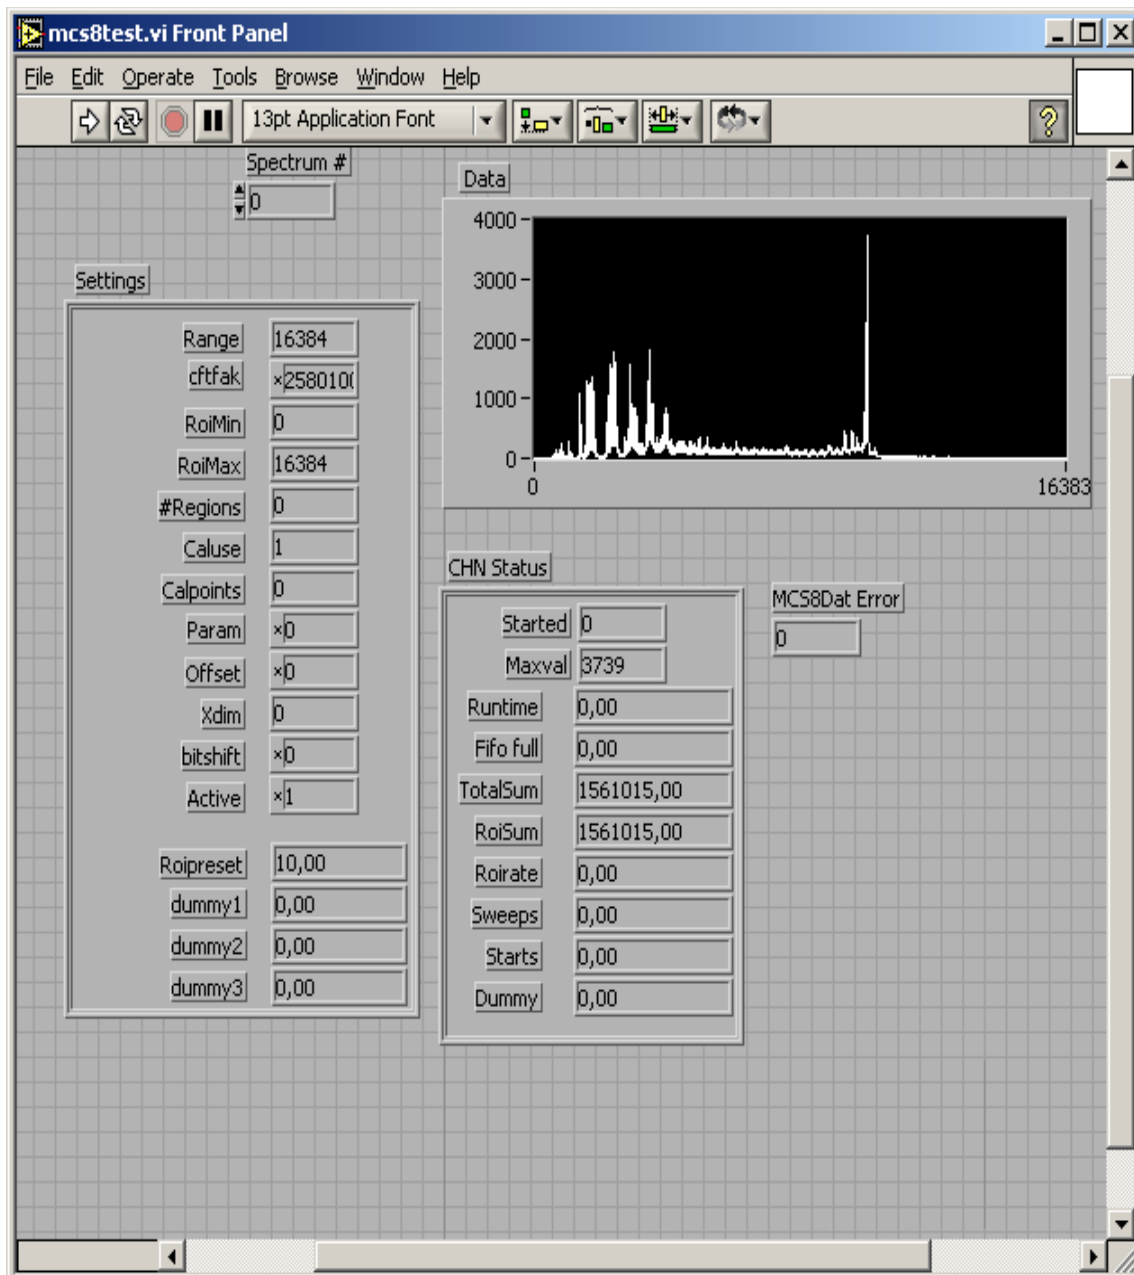 mcs8test.vi Front Panel
File Edit Operate Tools Browse Window Help
13pt Application Font
?
Spectrum #
0
Data
4000
3000
2000
1000
0
0 16383
Settings
Range 16384
cftfak ×2580100
RoiMin 0
RoiMax 16384
#Regions 0
Caluse 1
Calpoints 0
Param ×0
Offset ×0
Xdim 0
bitshift ×0
Active ×1
Roipreset 10,00
dummy1 0,00
dummy2 0,00
dummy3 0,00
CHN Status
Started 0
Maxval 3739
Runtime 0,00
Fifo full 0,00
TotalSum 1561015,00
RoiSum 1561015,00
Roirate 0,00
Sweeps 0,00
Starts 0,00
Dummy 0,00
MCS8Dat Error
0